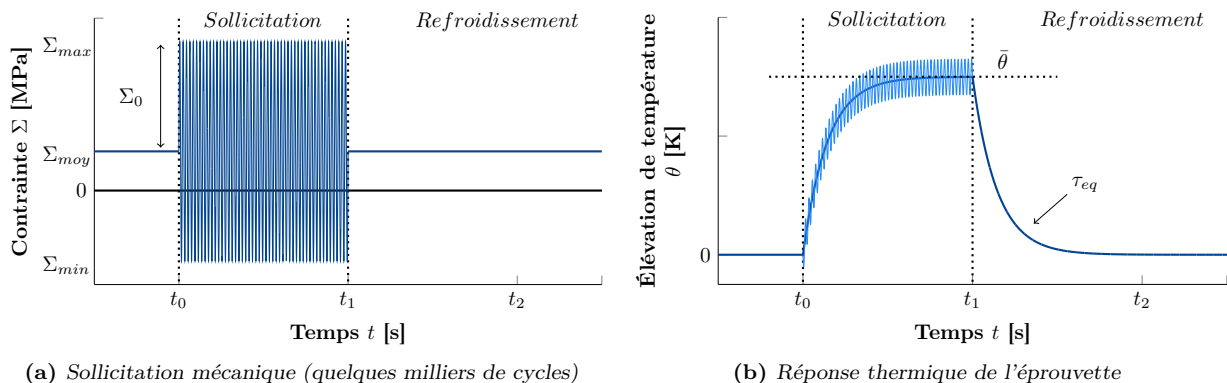 Sollicitation
Refroidissement
Contrainte Σ [MPa]
Σmax
Σ0
Σmoy
0
Σmin
t0
t1
t2
Temps t [s]
(a) Sollicitation mécanique (quelques milliers de cycles)
Sollicitation
Refroidissement
Élévation de température
θ [K]
θ̄
τeq
0
t0
t1
t2
Temps t [s]
(b) Réponse thermique de l'éprouvette